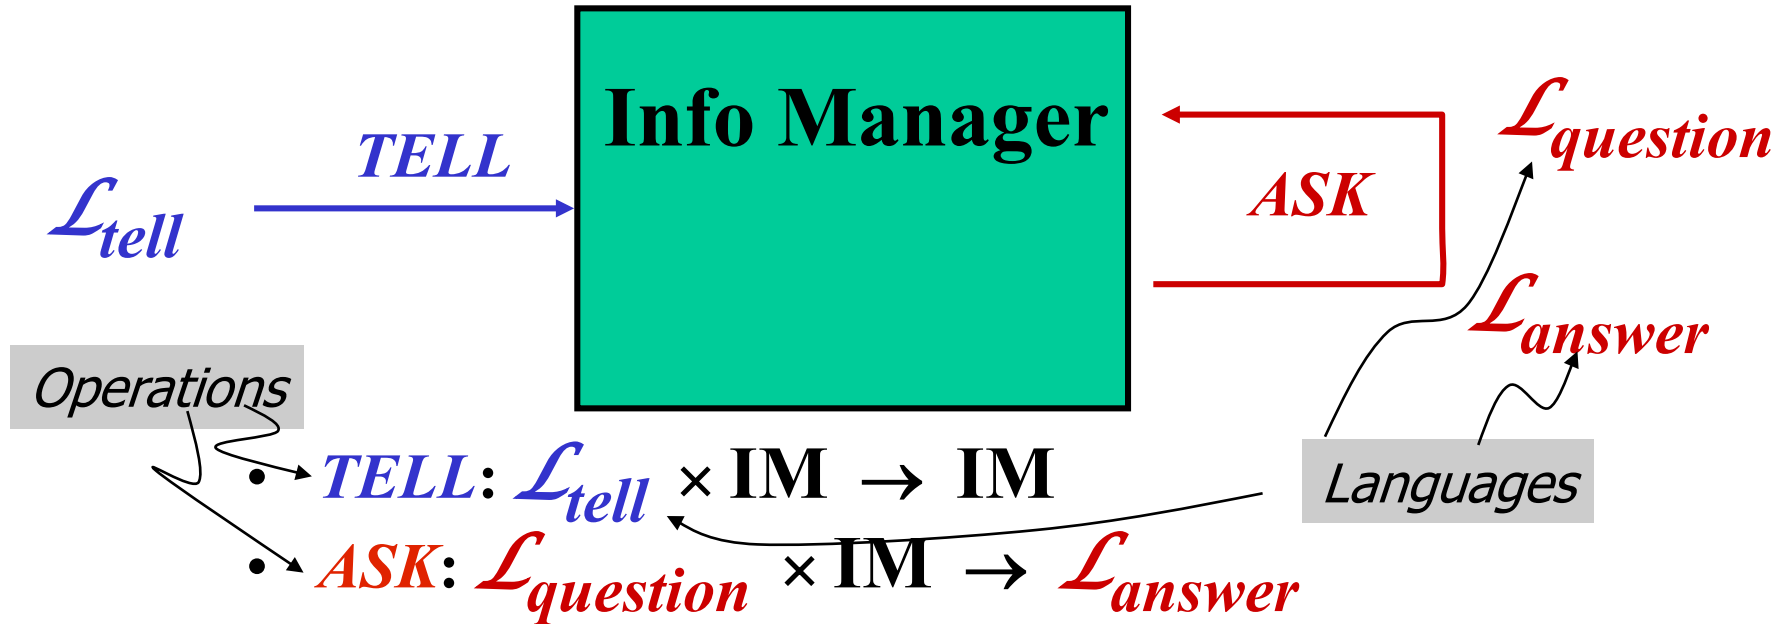 Info Manager
TELL
ℒtell
ℒquestion
ASK
ℒanswer
Operations
• TELL: ℒtell × IM → IM
Languages
• ASK: ℒquestion × IM → ℒanswer